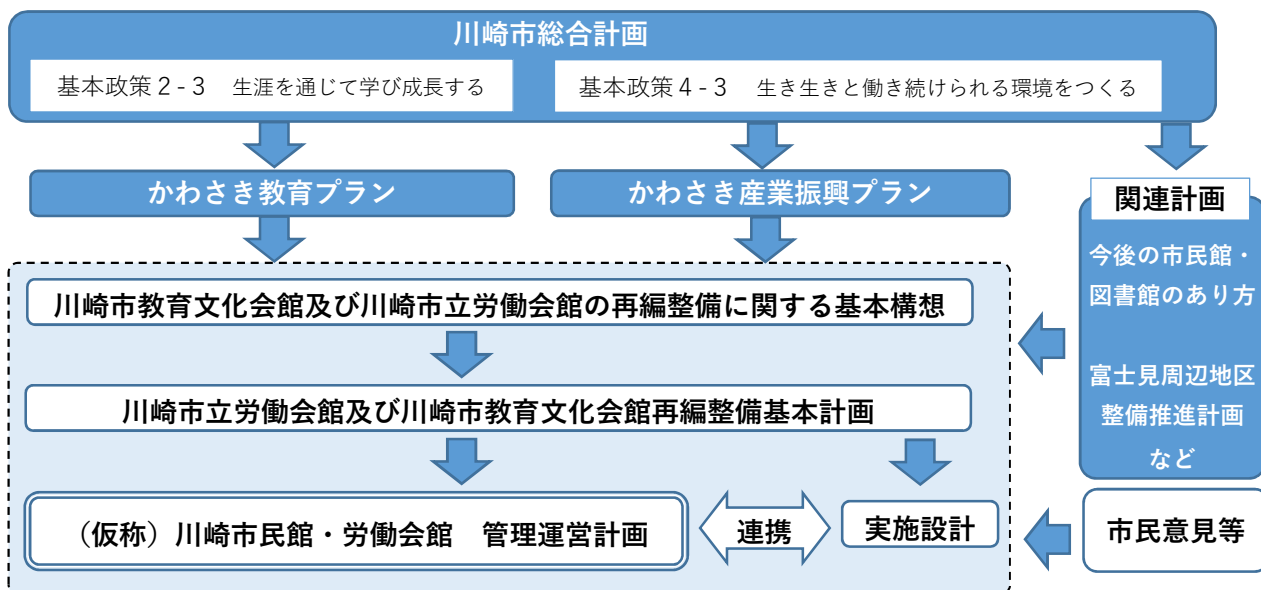 川崎市総合計画
基本政策２-３　生涯を通じて学び成長する
基本政策４-３　生き生きと働き続けられる環境をつくる
かわさき教育プラン
かわさき産業振興プラン
関連計画
今後の市民館・
図書館のあり方
富士見周辺地区
整備推進計画
など
川崎市教育文化会館及び川崎市立労働会館の再編整備に関する基本構想
川崎市立労働会館及び川崎市教育文化会館再編整備基本計画
（仮称）川崎市民館・労働会館　管理運営計画
連携
実施設計
市民意見等